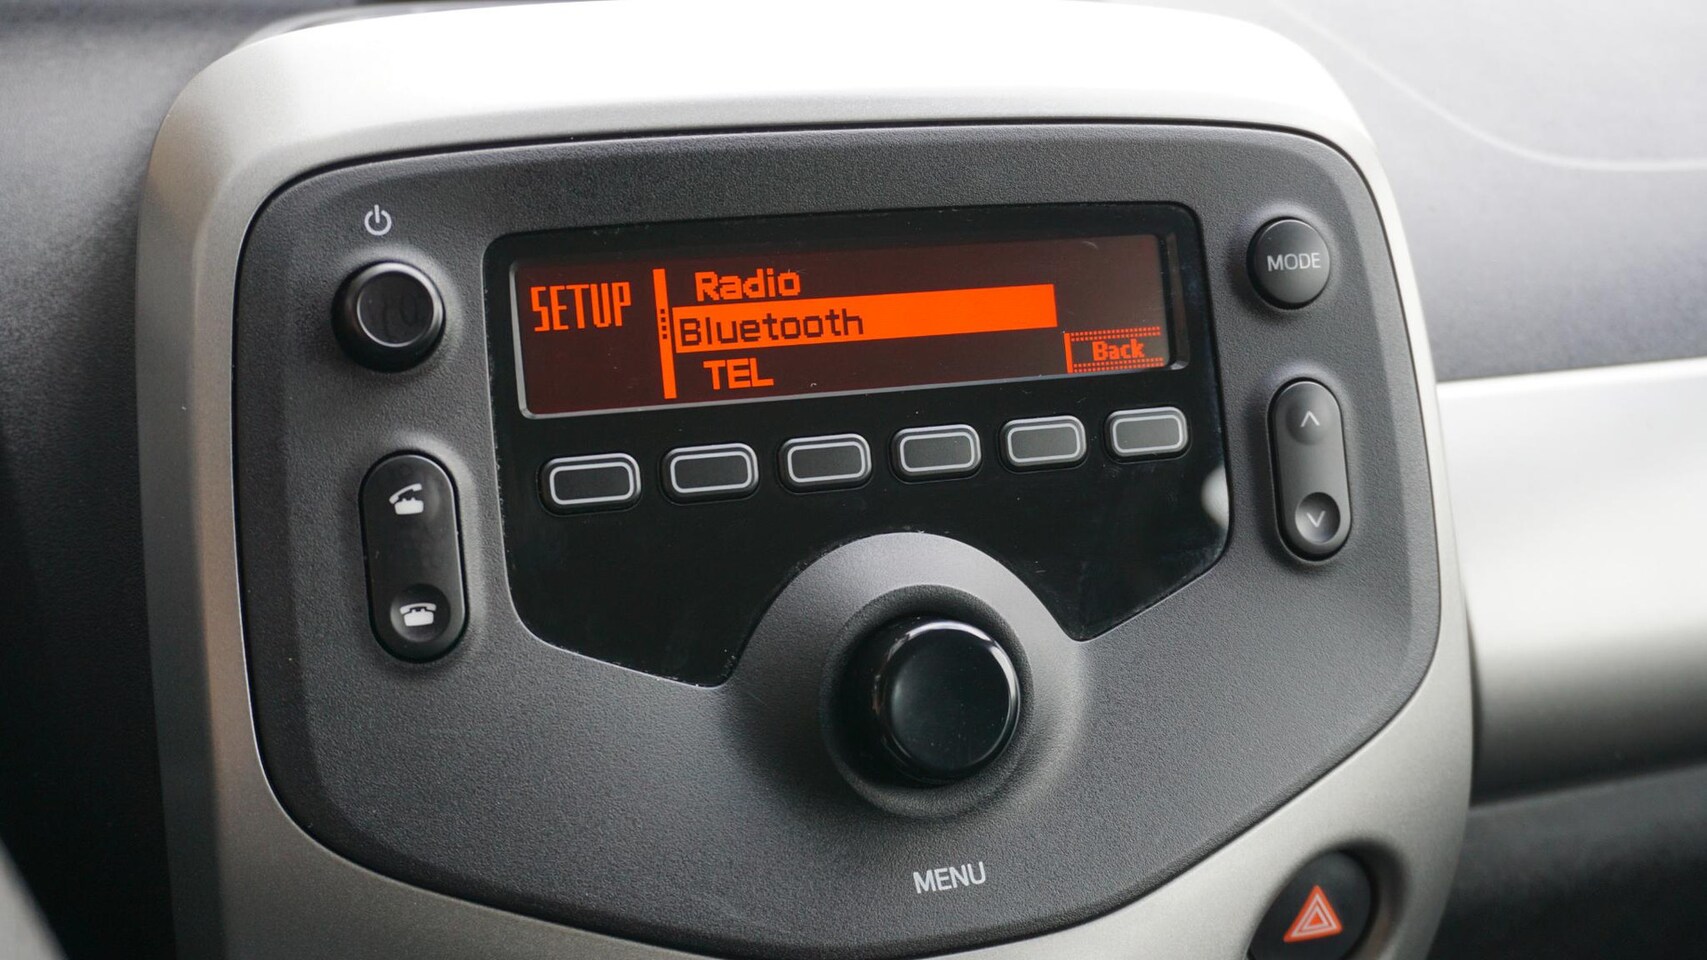 MODE
SETUP
Radio
Bluetooth
TEL
Back
MENU